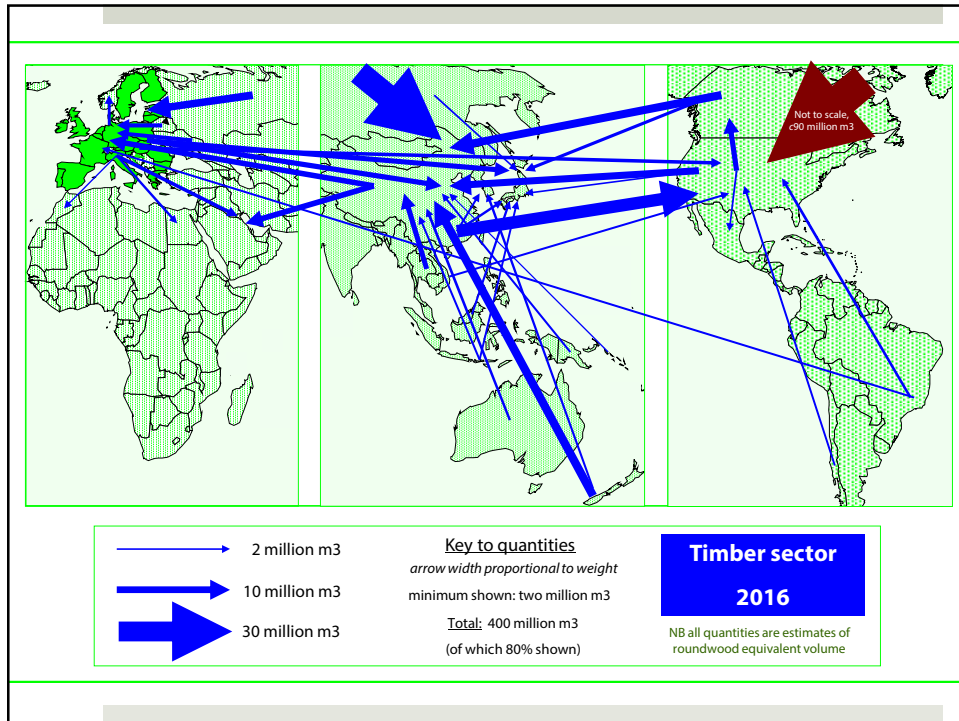 Not to scale,
c90 million m3
2 million m3
10 million m3
30 million m3
Key to quantities
arrow width proportional to weight
minimum shown: two million m3
Total: 400 million m3
(of which 80% shown)
Timber sector
2016
NB all quantities are estimates of
roundwood equivalent volume